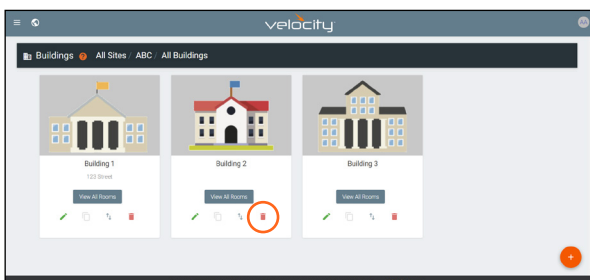 velocity
AA
Buildings ? All Sites / ABC / All Buildings
Building 1
123 Street
View All Rooms
Building 2
View All Rooms
Building 3
View All Rooms
+